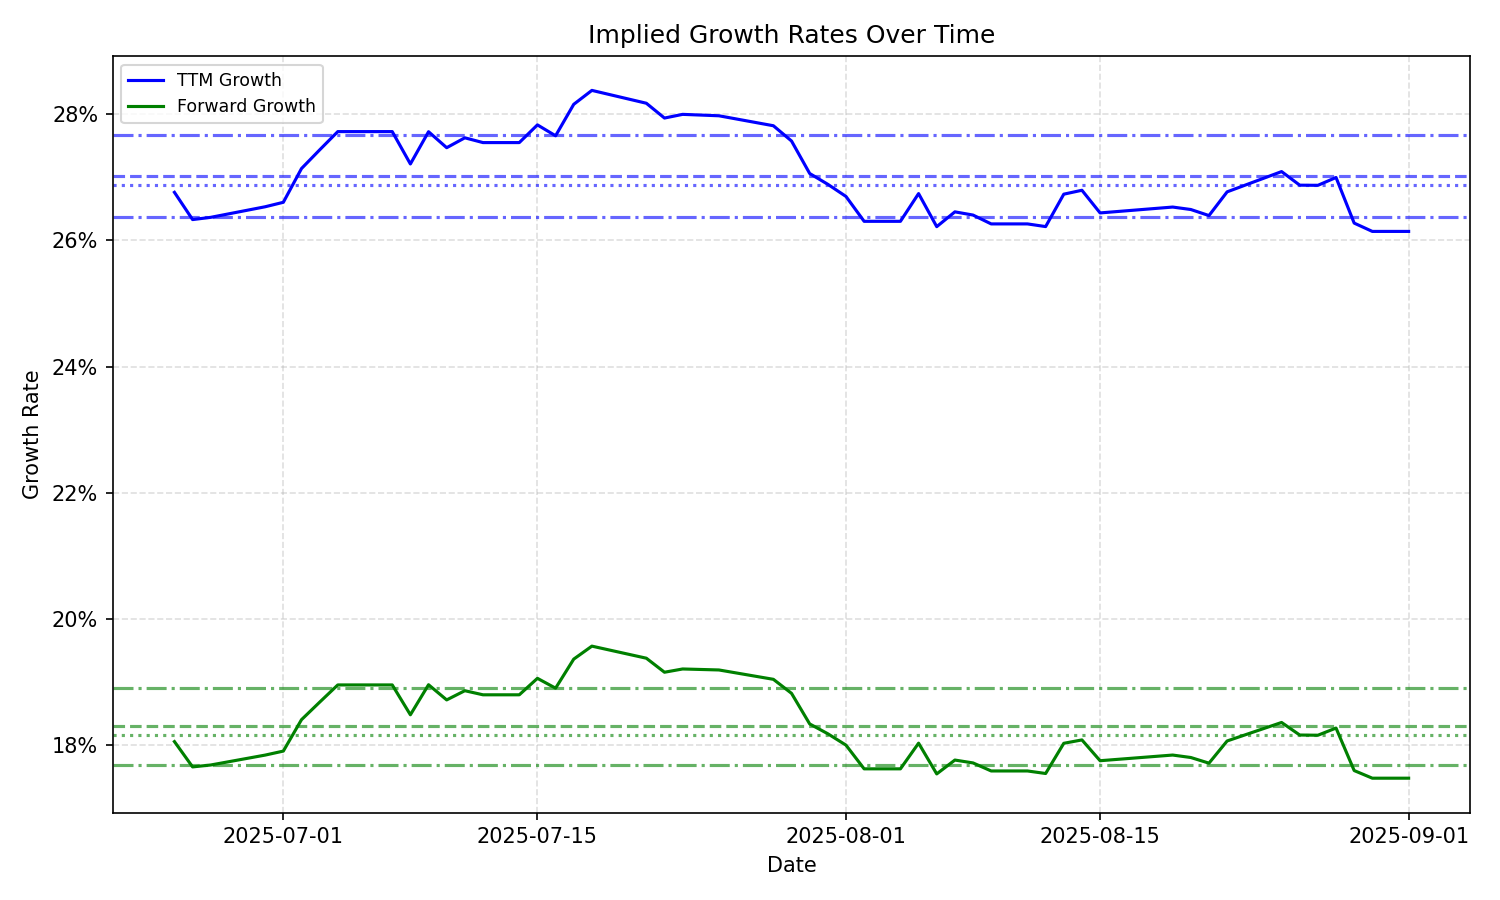 Implied Growth Rates Over Time
TTM Growth
Forward Growth
28%
26%
24%
22%
20%
18%
Growth Rate
2025-07-01
2025-07-15
2025-08-01
2025-08-15
2025-09-01
Date